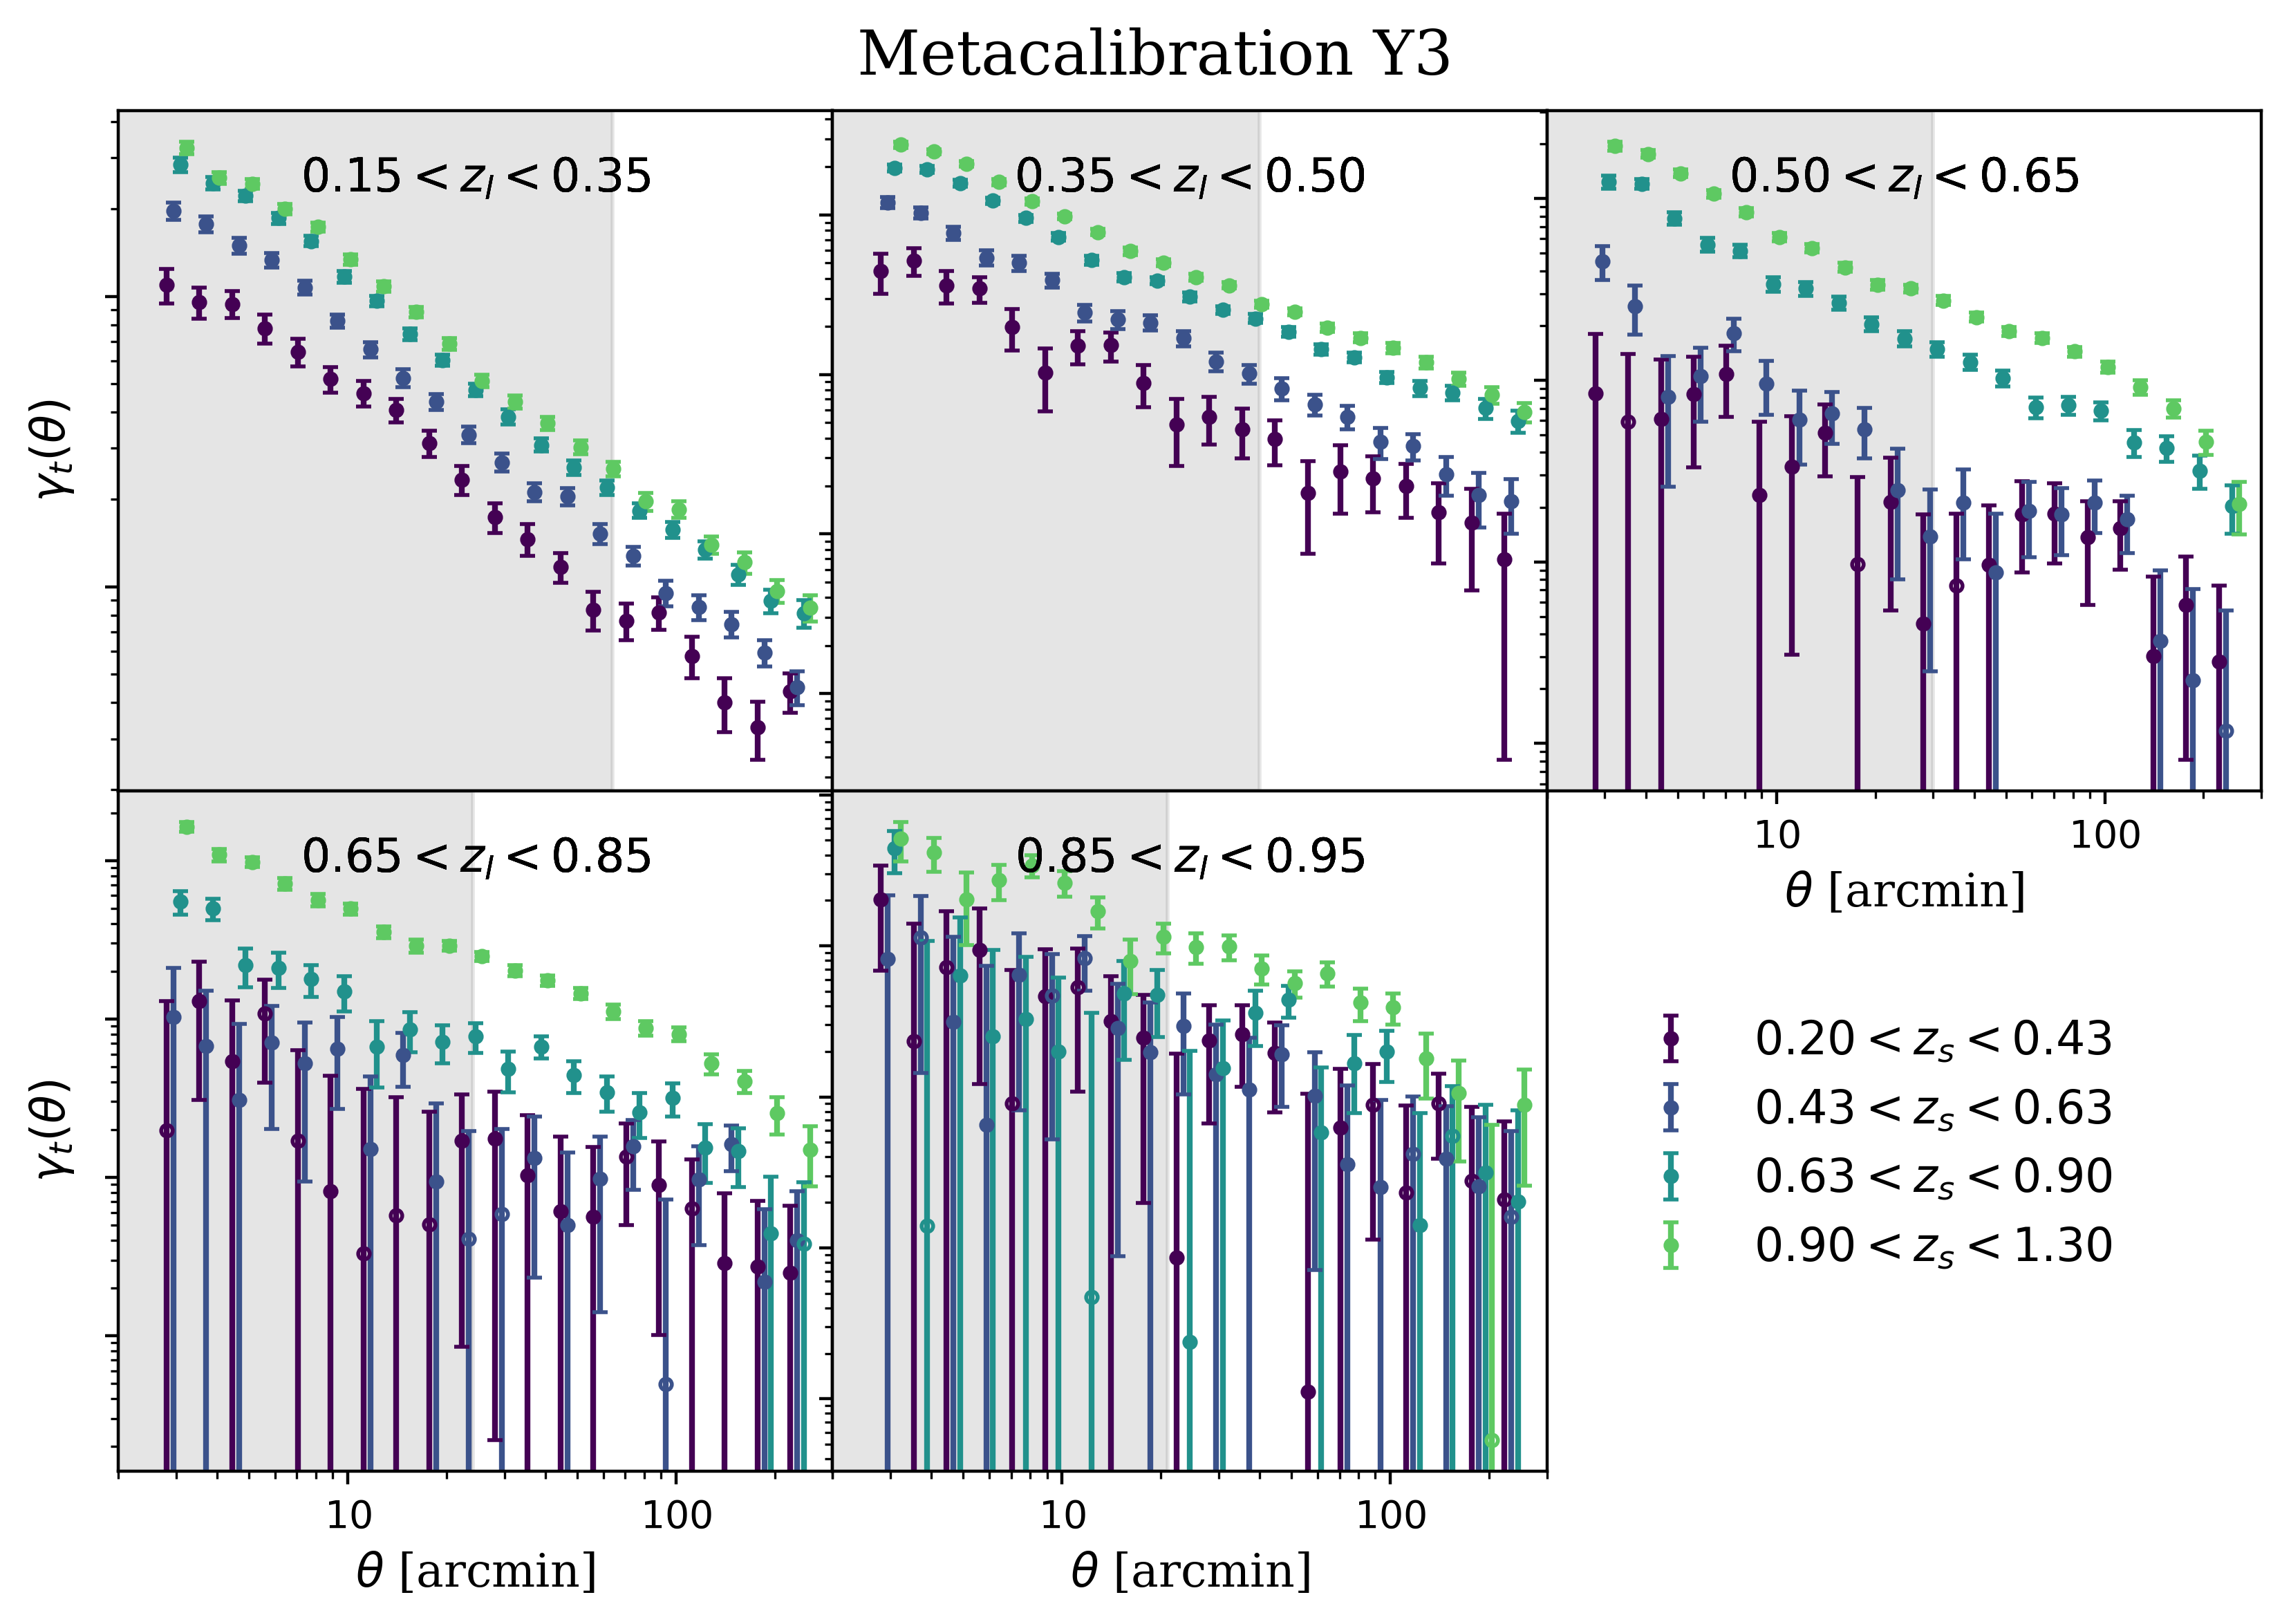 Metacalibration Y3
γₜ(θ)
0.15 < z_l < 0.35
0.35 < z_l < 0.50
0.50 < z_l < 0.65
10 100
θ [arcmin]
γₜ(θ)
0.65 < z_l < 0.85
0.85 < z_l < 0.95
0.20 < z_s < 0.43
0.43 < z_s < 0.63
0.63 < z_s < 0.90
0.90 < z_s < 1.30
10 100
10 100
θ [arcmin]
θ [arcmin]